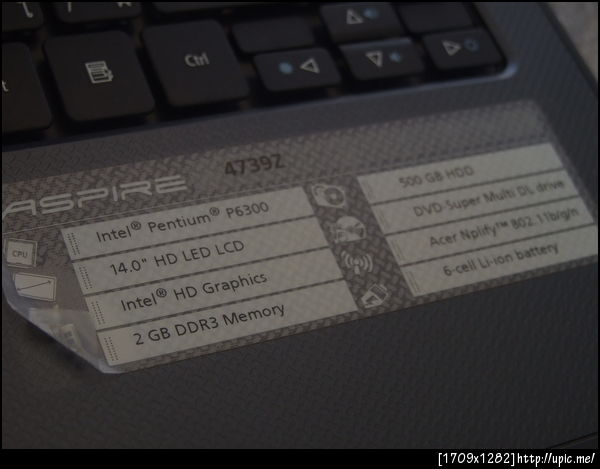 Ctrl
ASPIRE 4739Z
CPU
Intel® Pentium® P6300
14.0" HD LED LCD
Intel® HD Graphics
2 GB DDR3 Memory
500 GB HDD
DVD-Super Multi DL drive
Acer Nplify™ 802.11b/g/n
6-cell Li-ion battery
[1709x1282]http://upic.me/